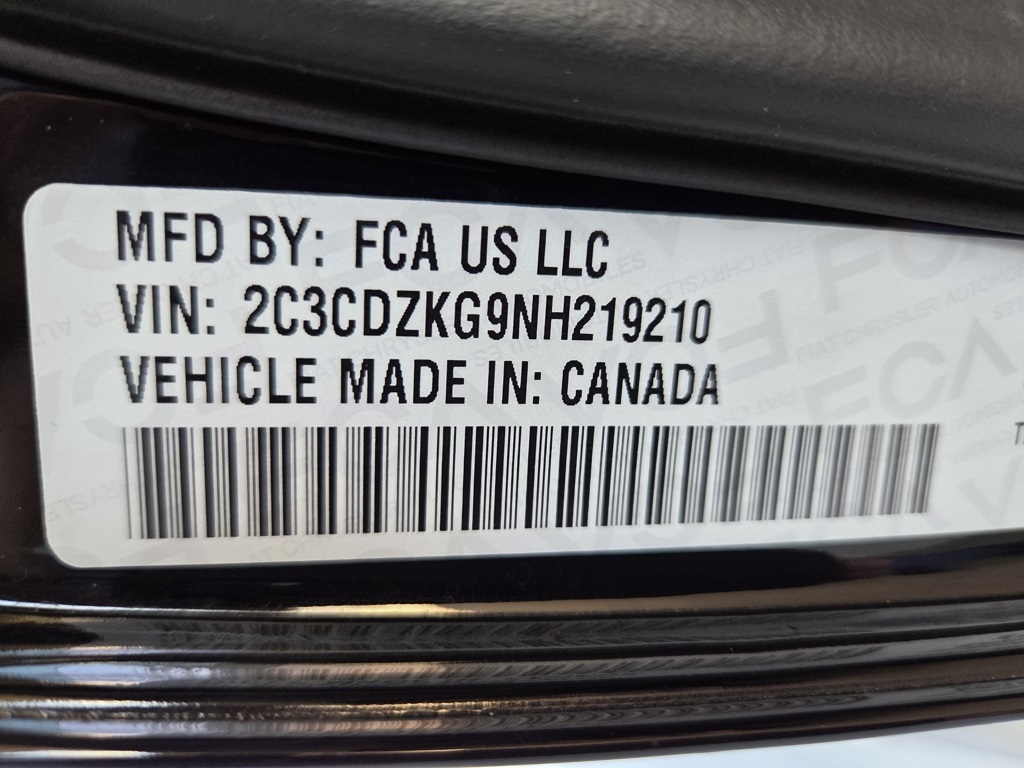 MFD BY: FCA US LLC
VIN: 2C3CDZKG9NH219210
VEHICLE MADE IN: CANADA